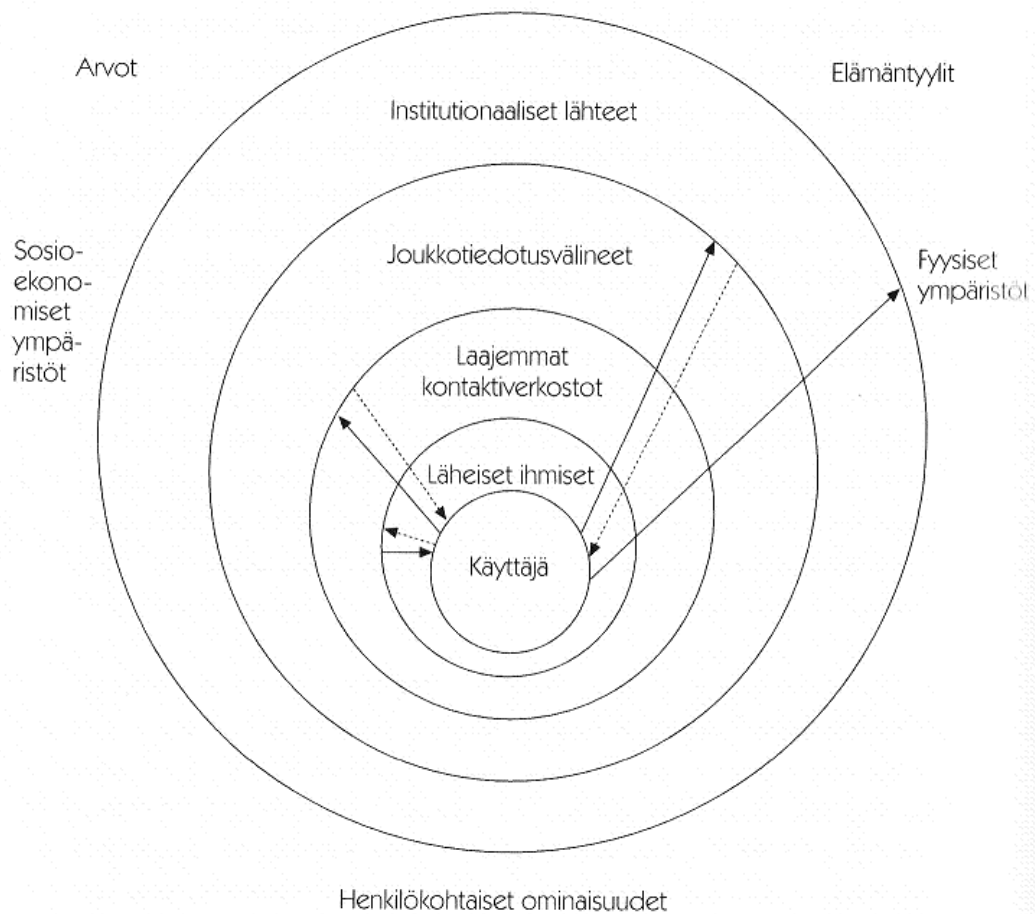 Arvot
Elämäntyylit
Institutionaaliset lähteet
Sosio-
ekono-
miset
ympä-
ristöt
Joukkotiedotusvälineet
Fyysiset
ympäristöt
Laajemmat
kontaktiverkostot
Läheiset ihmiset
Käyttäjä
Henkilökohtaiset ominaisuudet